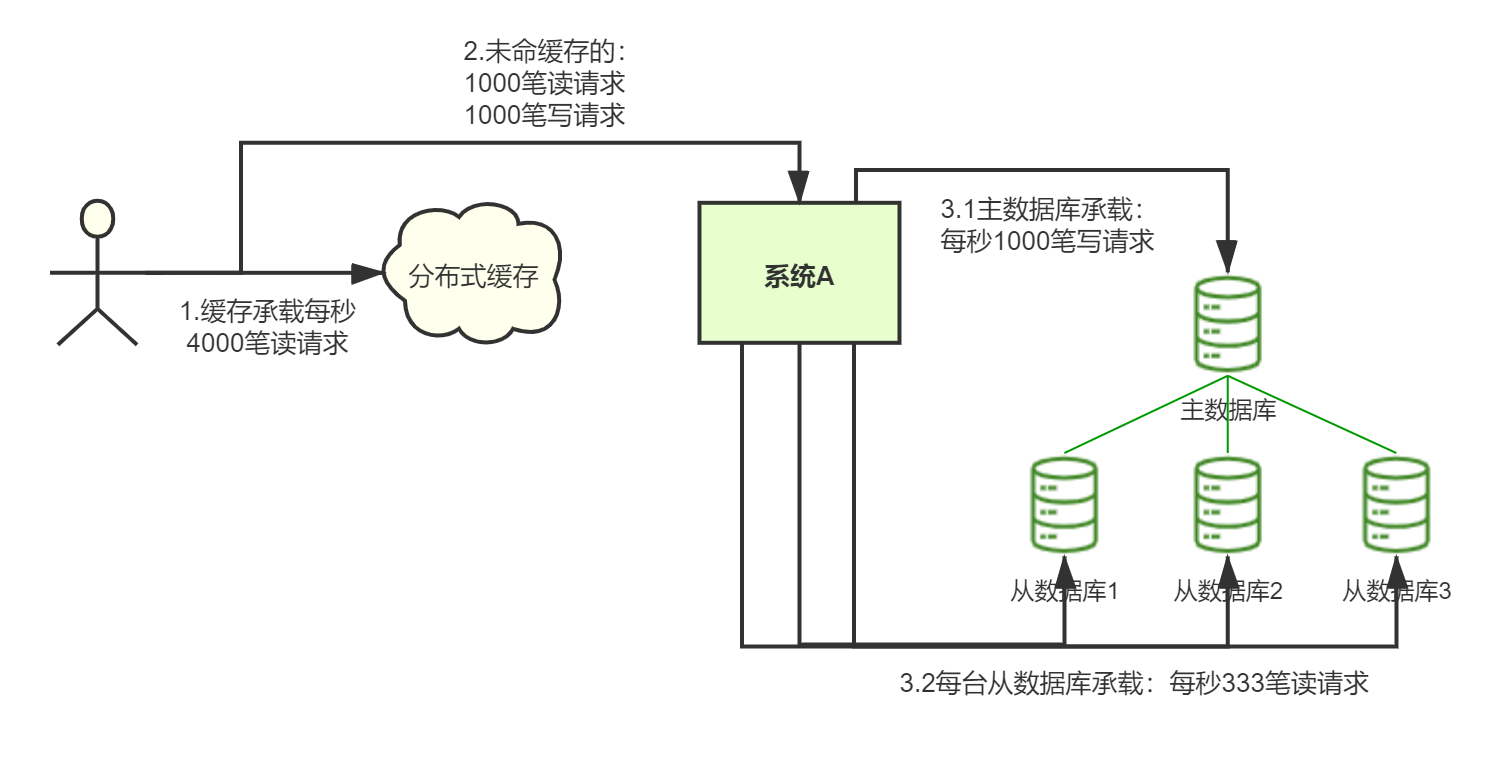 2.未命缓存的：
1000笔读请求
1000笔写请求
3.1主数据库承载：
每秒1000笔写请求
分布式缓存
系统A
1.缓存承载每秒
4000笔读请求
主数据库
从数据库1
从数据库2
从数据库3
3.2每台从数据库承载：每秒333笔读请求